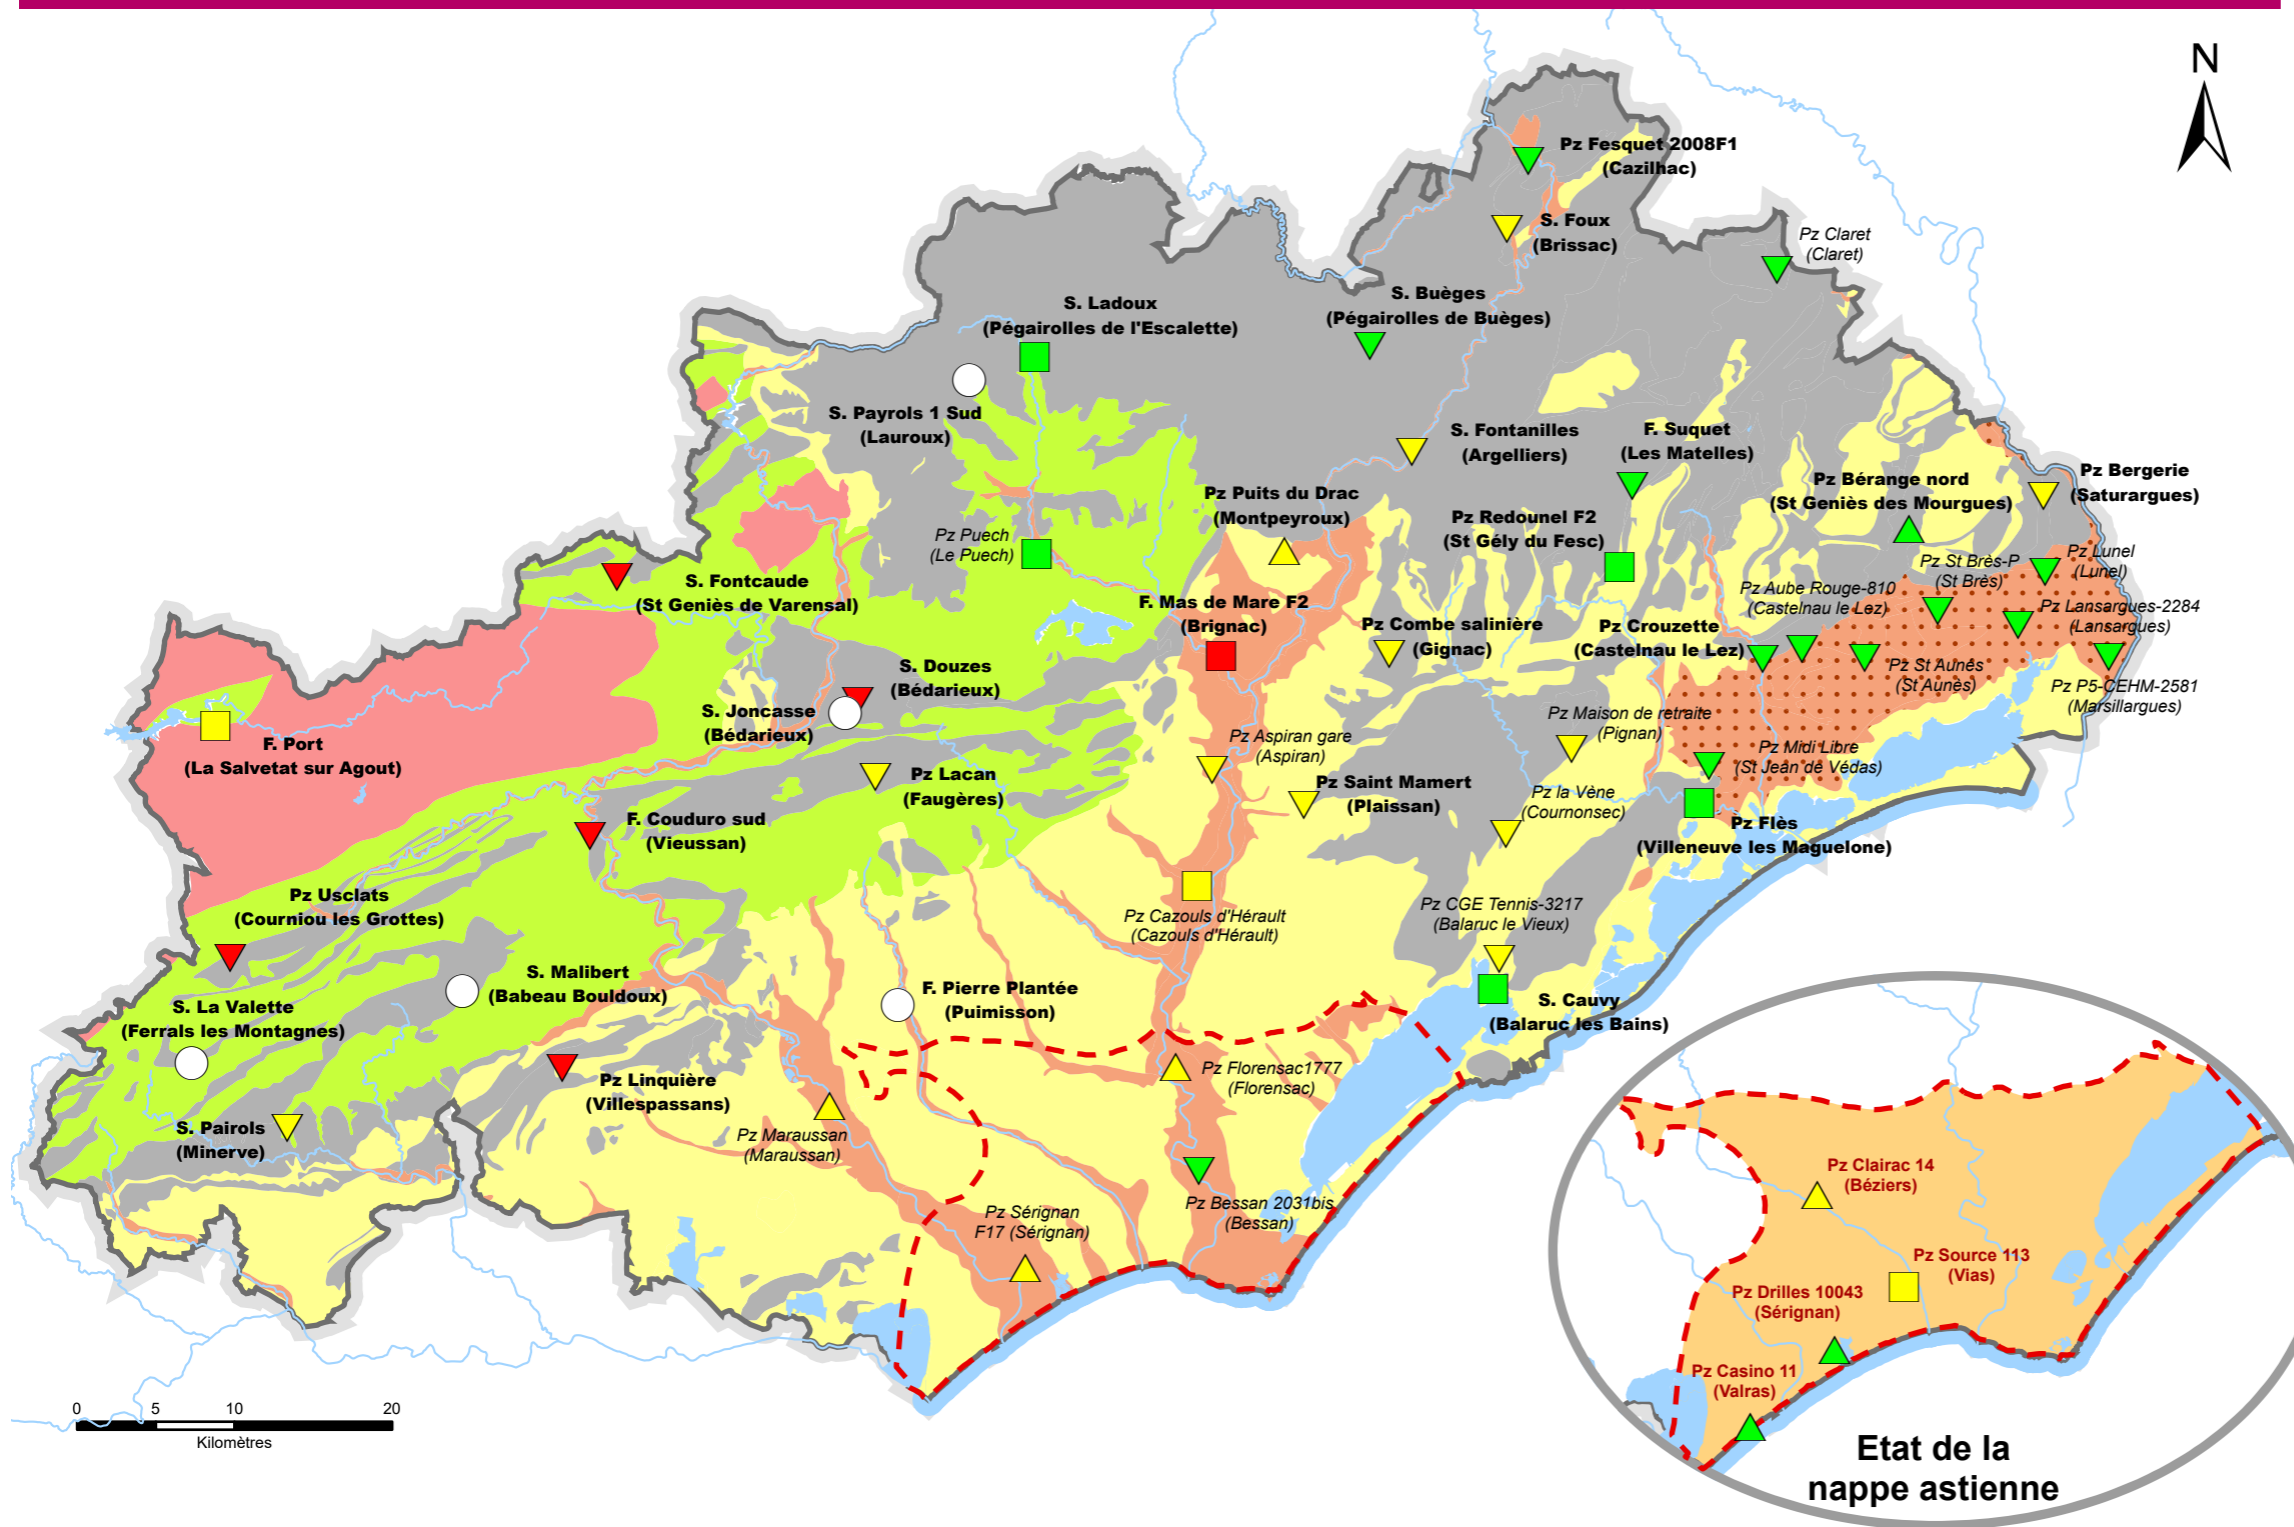 N
Pz Fesquet 2008F1
(Cazilhac)
S. Foux
(Brissac)
Pz Claret
(Claret)
S. Ladoux
(Pégairolles de l'Escalette)
S. Buèges
(Pégairolles de Buèges)
S. Payrols 1 Sud
(Lauroux)
S. Fontanilles
(Argelliers)
F. Suquet
(Les Matelles)
Pz Bérange nord
(St Geniès des Mourgues)
Pz Bergerie
(Saturargues)
Pz Puits du Drac
(Montpeyroux)
Pz Redounel F2
(St Gély du Fesc)
Pz Puech
(Le Puech)
Pz St Brès-P
(St Brès)
Pz Lunel
(Lunel)
S. Fontcaude
(St Geniès de Varensal)
F. Mas de Mare F2
(Brignac)
Pz Combe salinière
(Gignac)
Pz Crouzette
(Castelnau le Lez)
Pz Aube Rouge-810
(Castelnau le Lez)
Pz Lansargues-2284
(Lansargues)
S. Douzes
(Bédarieux)
Pz St Aunés
(St Aunès)
Pz P5-CEHM-2581
(Marsillargues)
S. Joncasse
(Bédarieux)
F. Port
(La Salvetat sur Agout)
Pz Aspiran gare
(Aspiran)
Pz Maison de retraite
(Pignan)
Pz Midi Libre
(St Jean de Védas)
Pz Lacan
(Faugères)
Pz Saint Mamert
(Plaissan)
Pz la Vène
(Cournonsec)
F. Couduro sud
(Vieussan)
Pz Flès
(Villeneuve les Maguelone)
Pz Usclats
(Courniou les Grottes)
Pz Cazouls d'Hérault
(Cazouls d'Hérault)
Pz CGE Tennis-3217
(Balaruc le Vieux)
S. Malibert
(Babeau Bouldoux)
F. Pierre Plantée
(Puimisson)
S. Cauvy
(Balaruc les Bains)
S. La Valette
(Ferrals les Montagnes)
Pz Linquière
(Villespassans)
Pz Florensac1777
(Florensac)
S. Pairols
(Minerve)
Pz Maraussan
(Maraussan)
Pz Sérignan
F17 (Sérignan)
Pz Bessan 2031bis
(Bessan)
Pz Clairac 14
(Béziers)
Pz Source 113
(Vias)
Pz Drilles 10043
(Sérignan)
Pz Casino 11
(Valras)
Etat de la
nappe astienne
0 5 10 20
Kilomètres